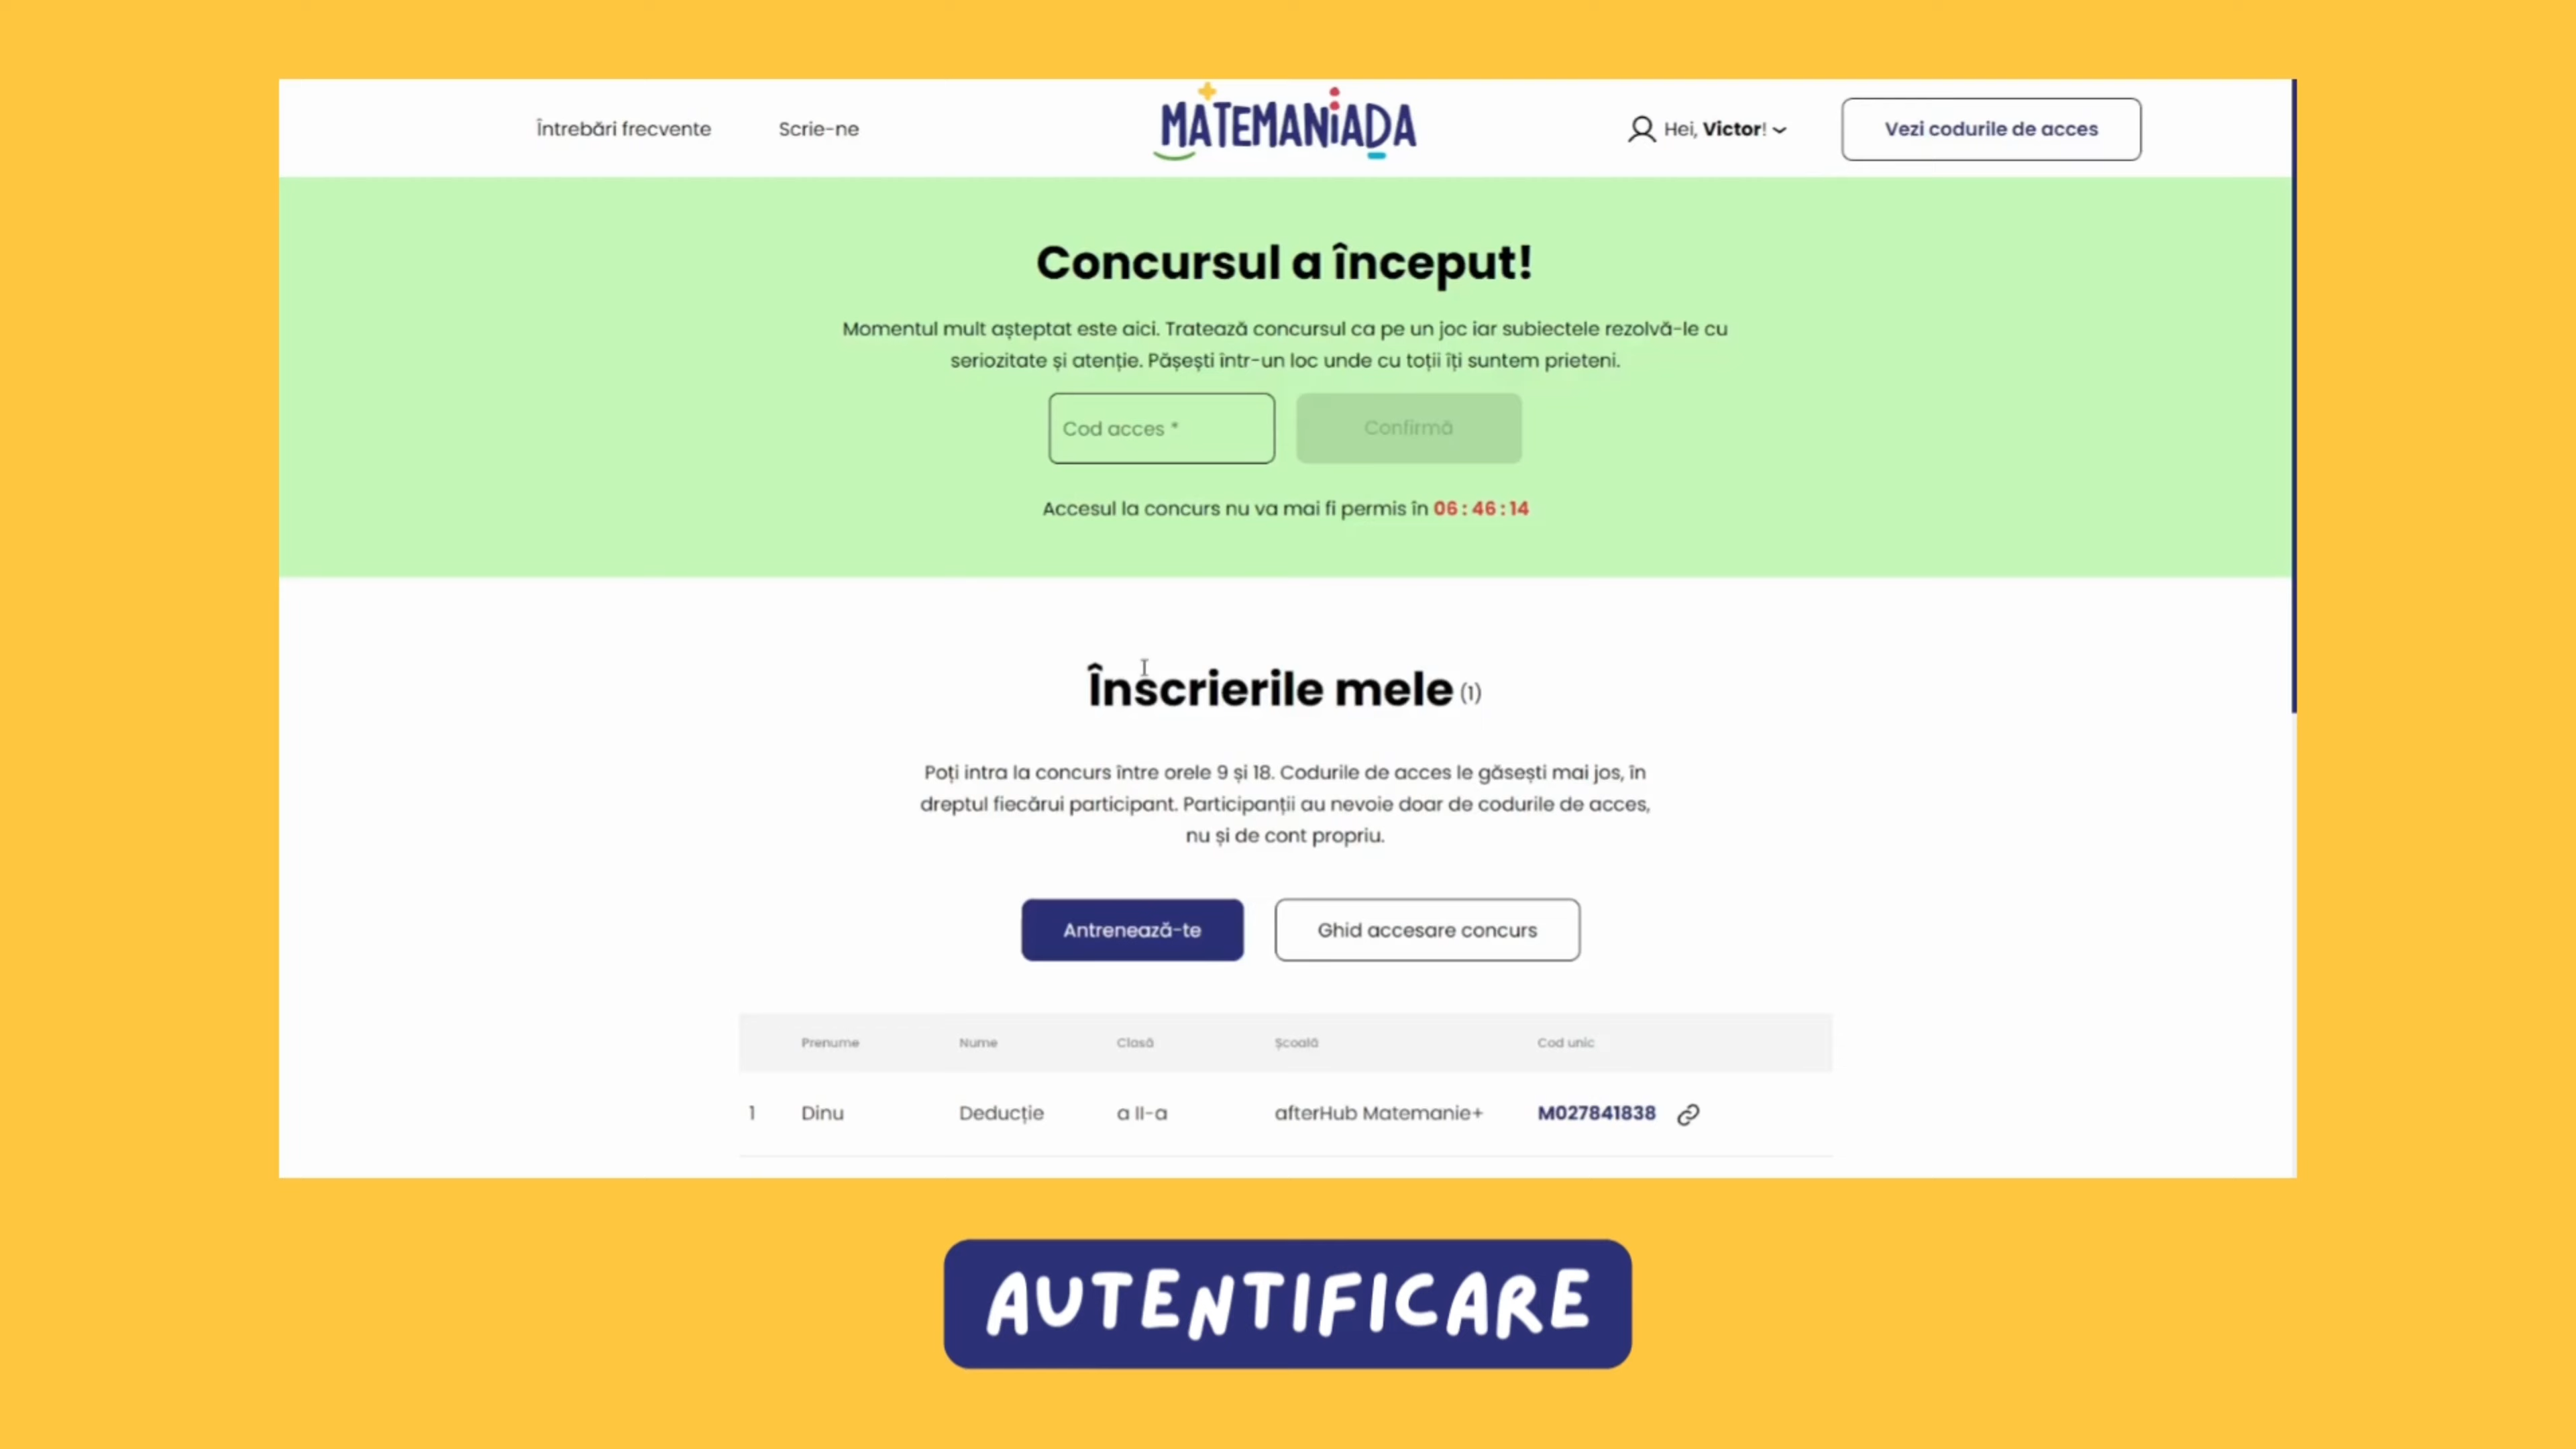 Întrebări frecvente
Scrie-ne
MATEMANiADA
Hei, Victor!
Vezi codurile de acces
Concursul a început!
Momentul mult așteptat este aici. Tratează concursul ca pe un joc iar subiectele rezolvă-le cu
seriozitate și atenție. Pășești într-un loc unde cu toții îți suntem prieteni.
Cod acces *
Confirmă
Accesul la concurs nu va mai fi permis în 06 : 46 : 14
Înscrierile mele (1)
Poți intra la concurs între orele 9 și 18. Codurile de acces le găsești mai jos, în
dreptul fiecărui participant. Participanții au nevoie doar de codurile de acces,
nu și de cont propriu.
Antrenează-te
Ghid accesare concurs
Prenume Nume Clasă Școală Cod unic
1 Dinu Deducție a II-a afterHub Matemanie+ M027841838
AUTENTIFICARE